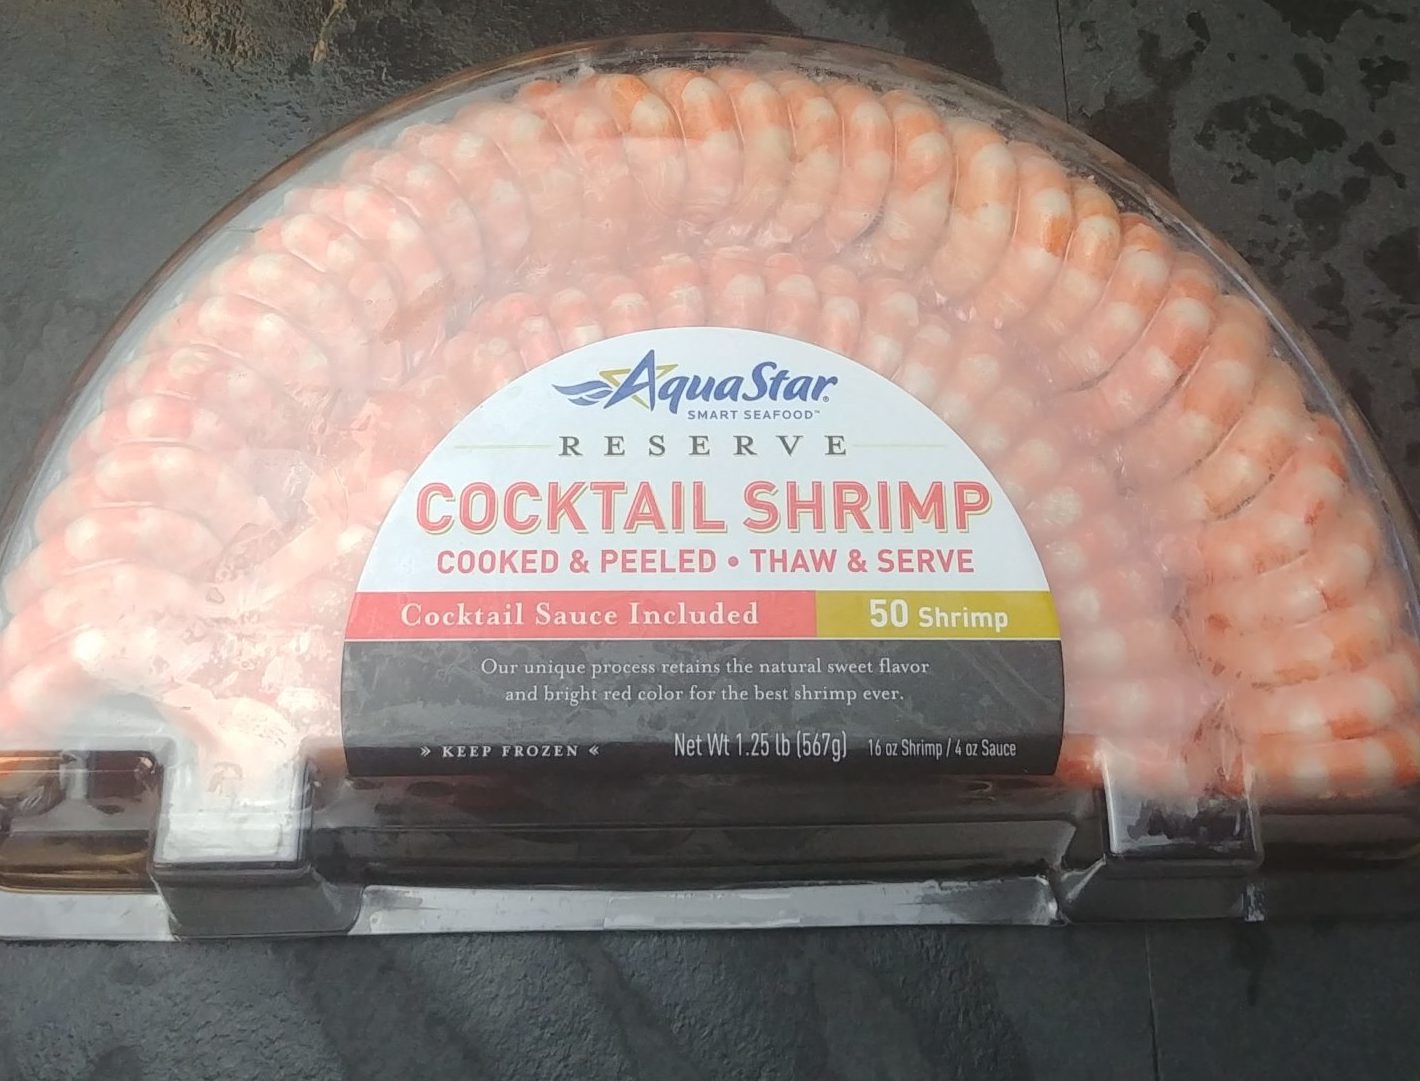 AquaStar®
SMART SEAFOOD™
RESERVE
COCKTAIL SHRIMP
COOKED & PEELED • THAW & SERVE
Cocktail Sauce Included 50 Shrimp
Our unique process retains the natural sweet flavor
and bright red color for the best shrimp ever.
» KEEP FROZEN « Net Wt 1.25 lb (567g) 16 oz Shrimp / 4 oz Sauce